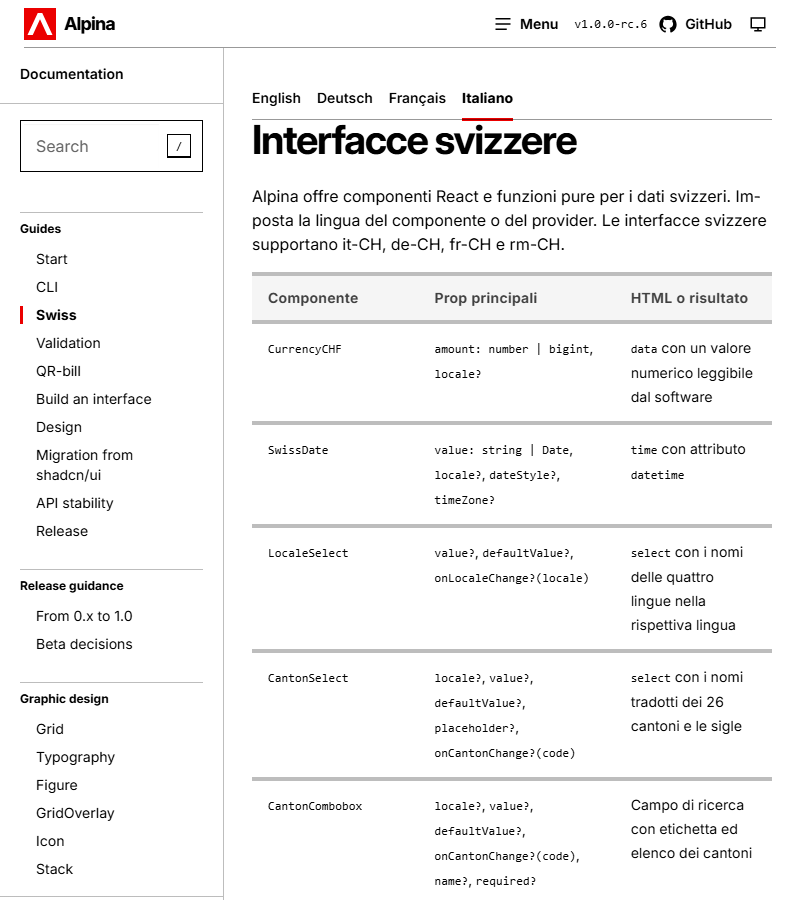 Alpina
Menu
v1.0.0-rc.6
GitHub
Documentation
Search
/
Guides
Start
CLI
Swiss
Validation
QR-bill
Build an interface
Design
Migration from
shadcn/ui
API stability
Release
Release guidance
From 0.x to 1.0
Beta decisions
Graphic design
Grid
Typography
Figure
GridOverlay
Icon
Stack
English
Deutsch
Français
Italiano
Interfacce svizzere
Alpina offre componenti React e funzioni pure per i dati svizzeri. Im-
posta la lingua del componente o del provider. Le interfacce svizzere
supportano it-CH, de-CH, fr-CH e rm-CH.
Componente
Prop principali
HTML o risultato
CurrencyCHF
amount: number | bigint,
locale?
data con un valore
numerico leggibile
dal software
SwissDate
value: string | Date,
locale?, dateStyle?,
timeZone?
time con attributo
datetime
LocaleSelect
value?, defaultValue?,
onLocaleChange?(locale)
select con i nomi
delle quattro
lingue nella
rispettiva lingua
CantonSelect
locale?, value?,
defaultValue?,
placeholder?,
onCantonChange?(code)
select con i nomi
tradotti dei 26
cantoni e le sigle
CantonCombobox
locale?, value?,
defaultValue?,
onCantonChange?(code),
name?, required?
Campo di ricerca
con etichetta ed
elenco dei cantoni